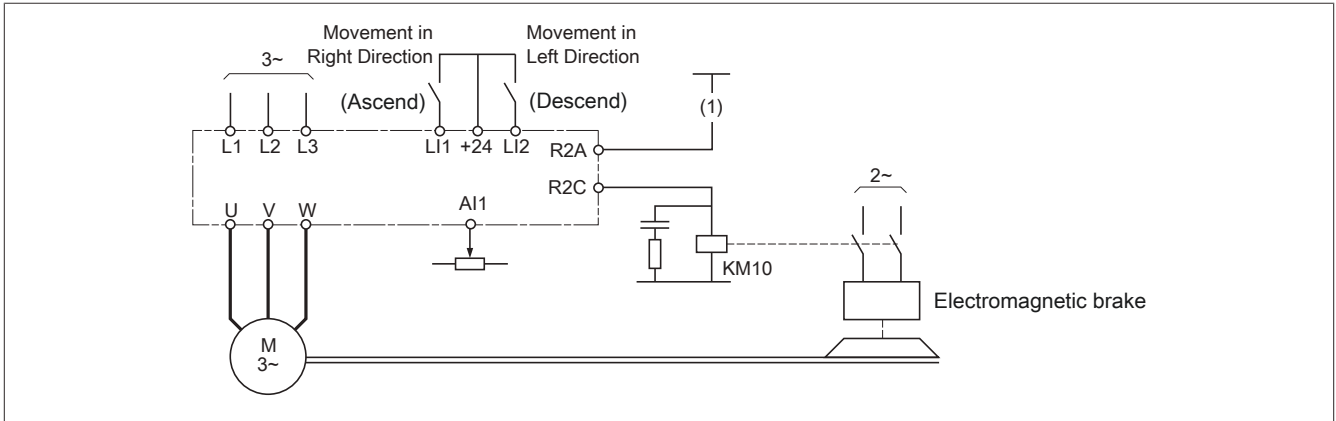 Movement in
Right Direction
Movement in
Left Direction
3~
(Ascend)
(Descend)
(1)
L1 L2 L3
LI1 +24 LI2
R2A
R2C
2~
U V W
AI1
KM10
Electromagnetic brake
M
3~